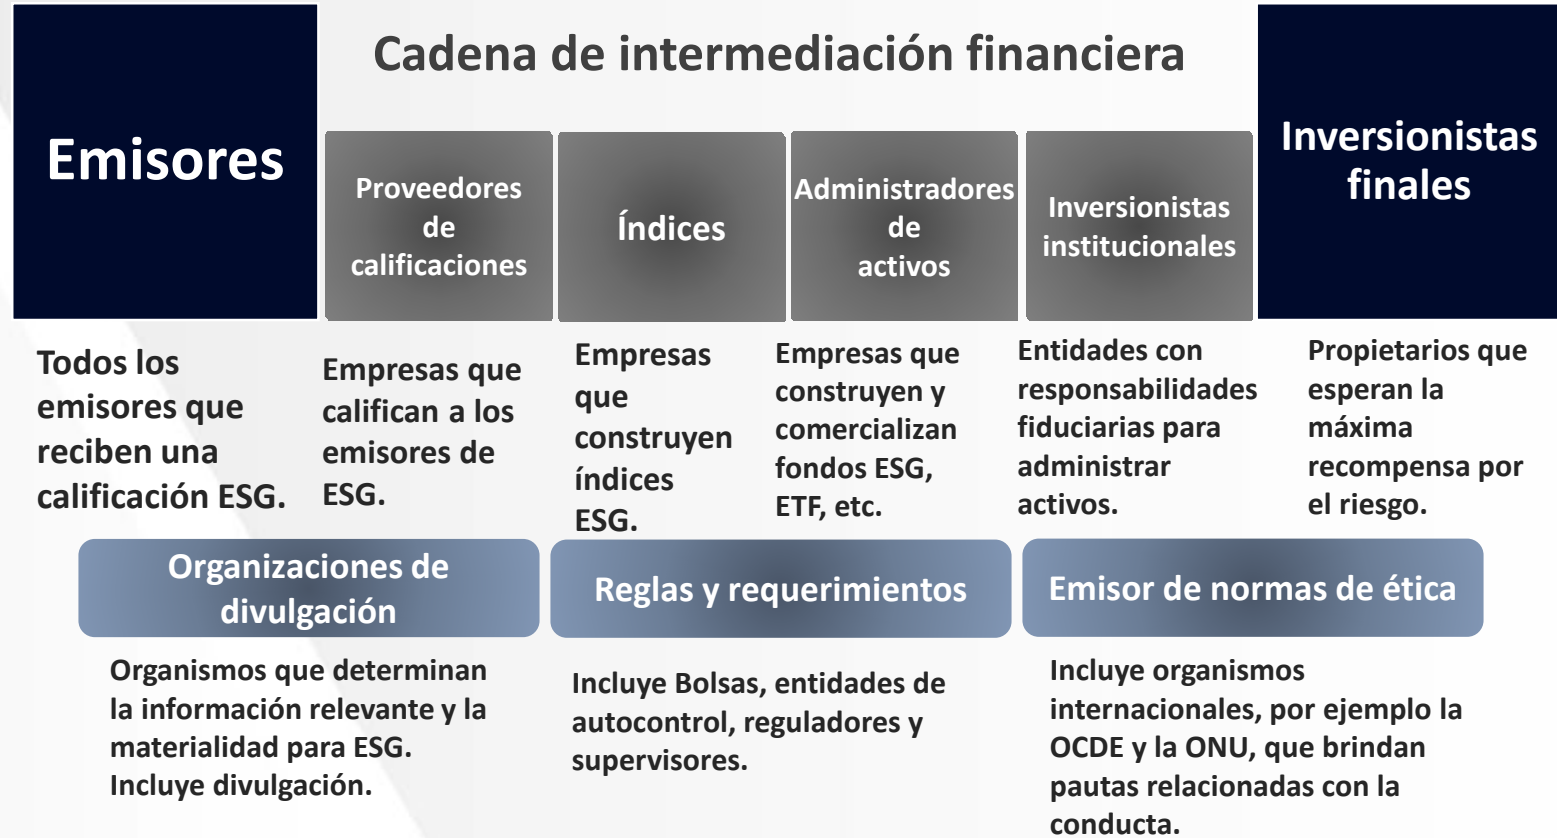 Cadena de intermediación financiera
Emisores
Proveedores
de
calificaciones
Índices
Administradores
de
activos
Inversionistas
institucionales
Inversionistas
finales
Todos los
emisores que
reciben una
calificación ESG.
Empresas que
califican a los
emisores de
ESG.
Empresas
que
construyen
índices
ESG.
Empresas que
construyen y
comercializan
fondos ESG,
ETF, etc.
Entidades con
responsabilidades
fiduciarias para
administrar
activos.
Propietarios que
esperan la
máxima
recompensa por
el riesgo.
Organizaciones de
divulgación
Reglas y requerimientos
Emisor de normas de ética
Organismos que determinan
la información relevante y la
materialidad para ESG.
Incluye divulgación.
Incluye Bolsas, entidades de
autocontrol, reguladores y
supervisores.
Incluye organismos
internacionales, por ejemplo la
OCDE y la ONU, que brindan
pautas relacionadas con la
conducta.